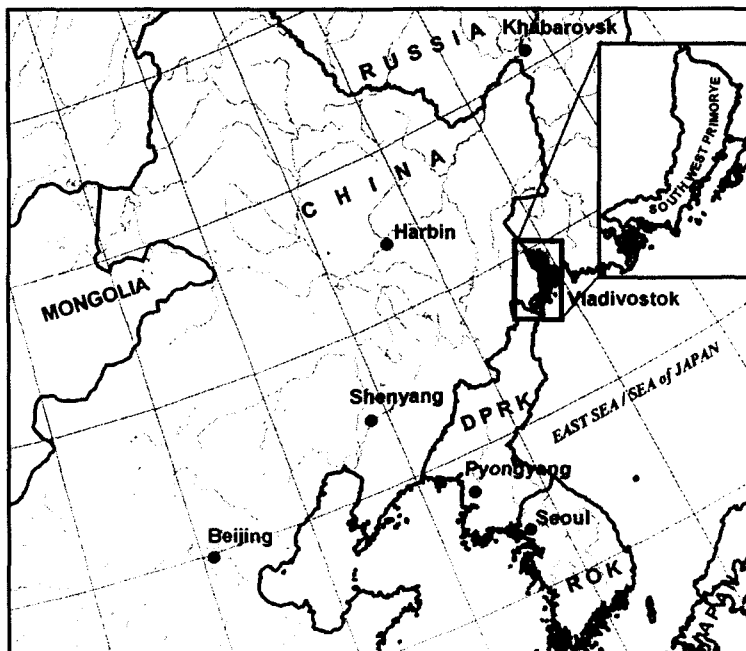 Khabarovsk
RUSSIA
SOUTH WEST PRIMORYE
CHINA
Harbin
MONGOLIA
Vladivostok
Shenyang
DPRK
EAST SEA / SEA of JAPAN
Pyongyang
Seoul
Beijing
ROK
JAPAN